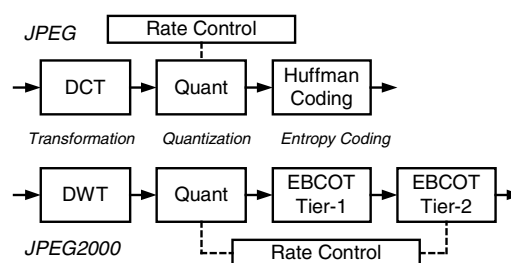 JPEG
Rate Control
DCT
Quant
Huffman
Coding
Transformation
Quantization
Entropy Coding
DWT
Quant
EBCOT
Tier-1
EBCOT
Tier-2
JPEG2000
Rate Control